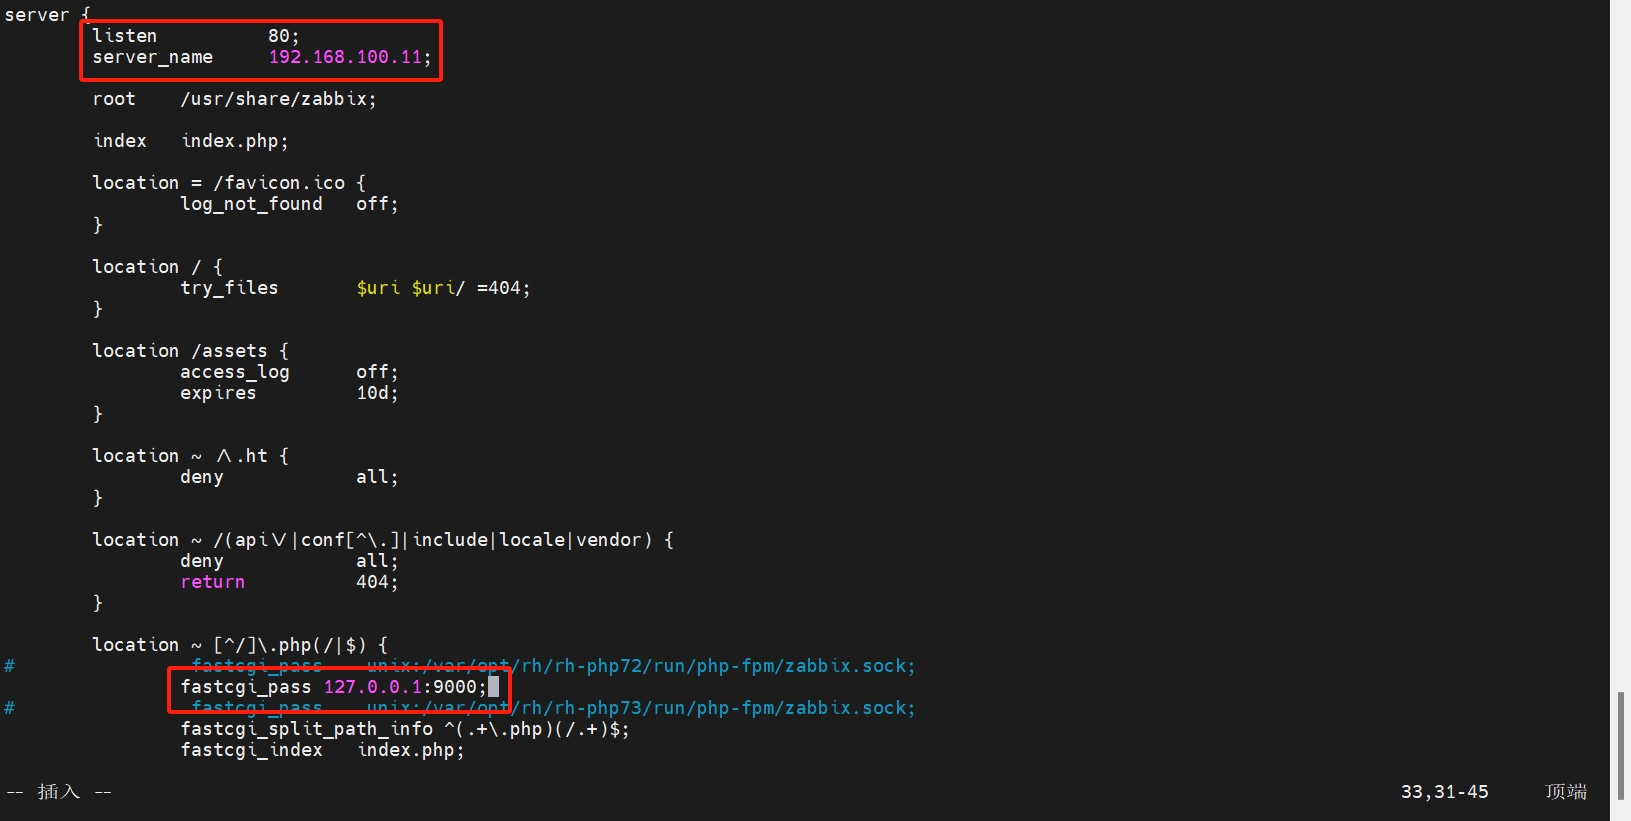 server {
listen 80;
server_name 192.168.100.11;
root /usr/share/zabbix;
index index.php;
location = /favicon.ico {
log_not_found off;
}
location / {
try_files $uri $uri/ =404;
}
location /assets {
access_log off;
expires 10d;
}
location ~ /\.ht {
deny all;
}
location ~ /(api\/|conf[^\.]|include|locale|vendor) {
deny all;
return 404;
}
location ~ [^/]\.php(/|$) {
# fastcgi_pass unix:/var/opt/rh/rh-php72/run/php-fpm/zabbix.sock;
fastcgi_pass 127.0.0.1:9000;
# fastcgi_pass unix:/var/opt/rh/rh-php73/run/php-fpm/zabbix.sock;
fastcgi_split_path_info ^(.+\.php)(/.+)$;
fastcgi_index index.php;
-- 插入 -- 33,31-45 顶端